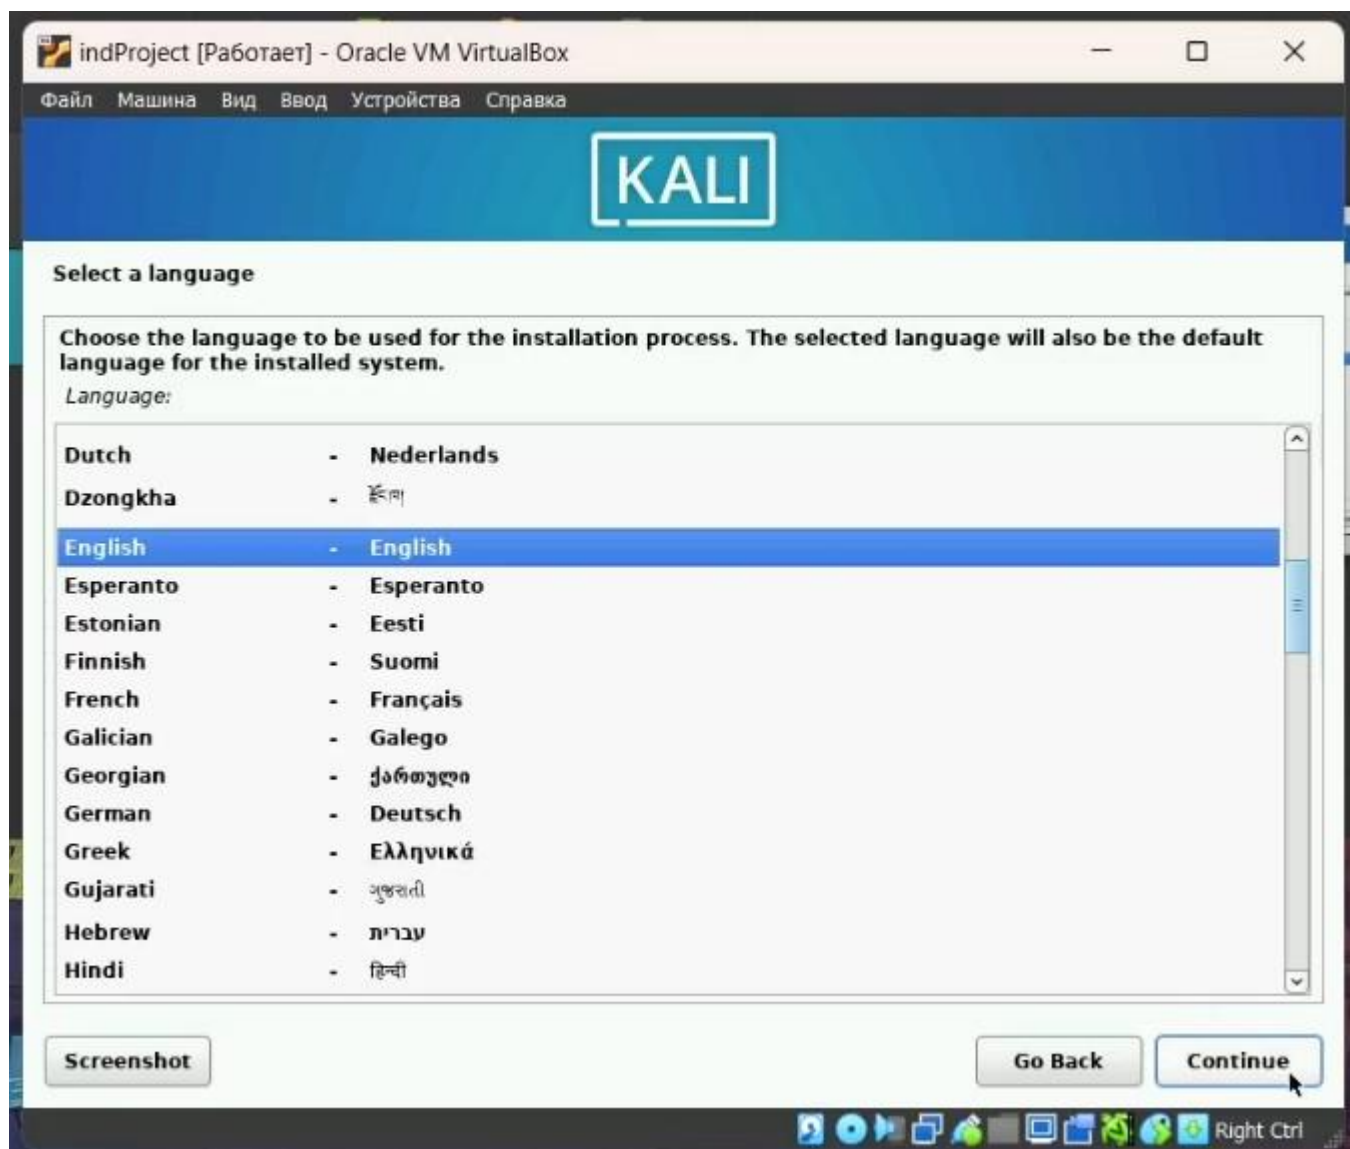 indProject [Работает] - Oracle VM VirtualBox
Файл Машина Вид Ввод Устройства Справка
KALI
Select a language
Choose the language to be used for the installation process. The selected language will also be the default
language for the installed system.
Language:
Dutch - Nederlands
Dzongkha - རྫོང་ཁ།
English - English
Esperanto - Esperanto
Estonian - Eesti
Finnish - Suomi
French - Français
Galician - Galego
Georgian - ქართული
German - Deutsch
Greek - Ελληνικά
Gujarati - ગુજરાતી
Hebrew - עברית
Hindi - हिन्दी
Screenshot Go Back Continue
Right Ctrl